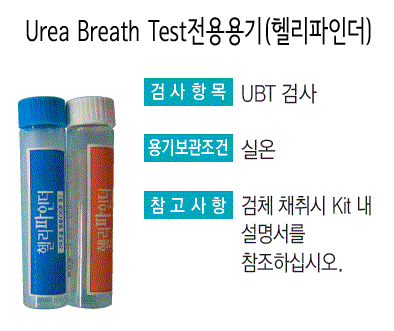 Urea Breath Test전용용기(헬리파인더)
검사항목 UBT 검사
용기보관조건 실온
참고사항 검체 채취시 Kit 내
설명서를
참조하십시오.
헬리파인더
헬리파인더